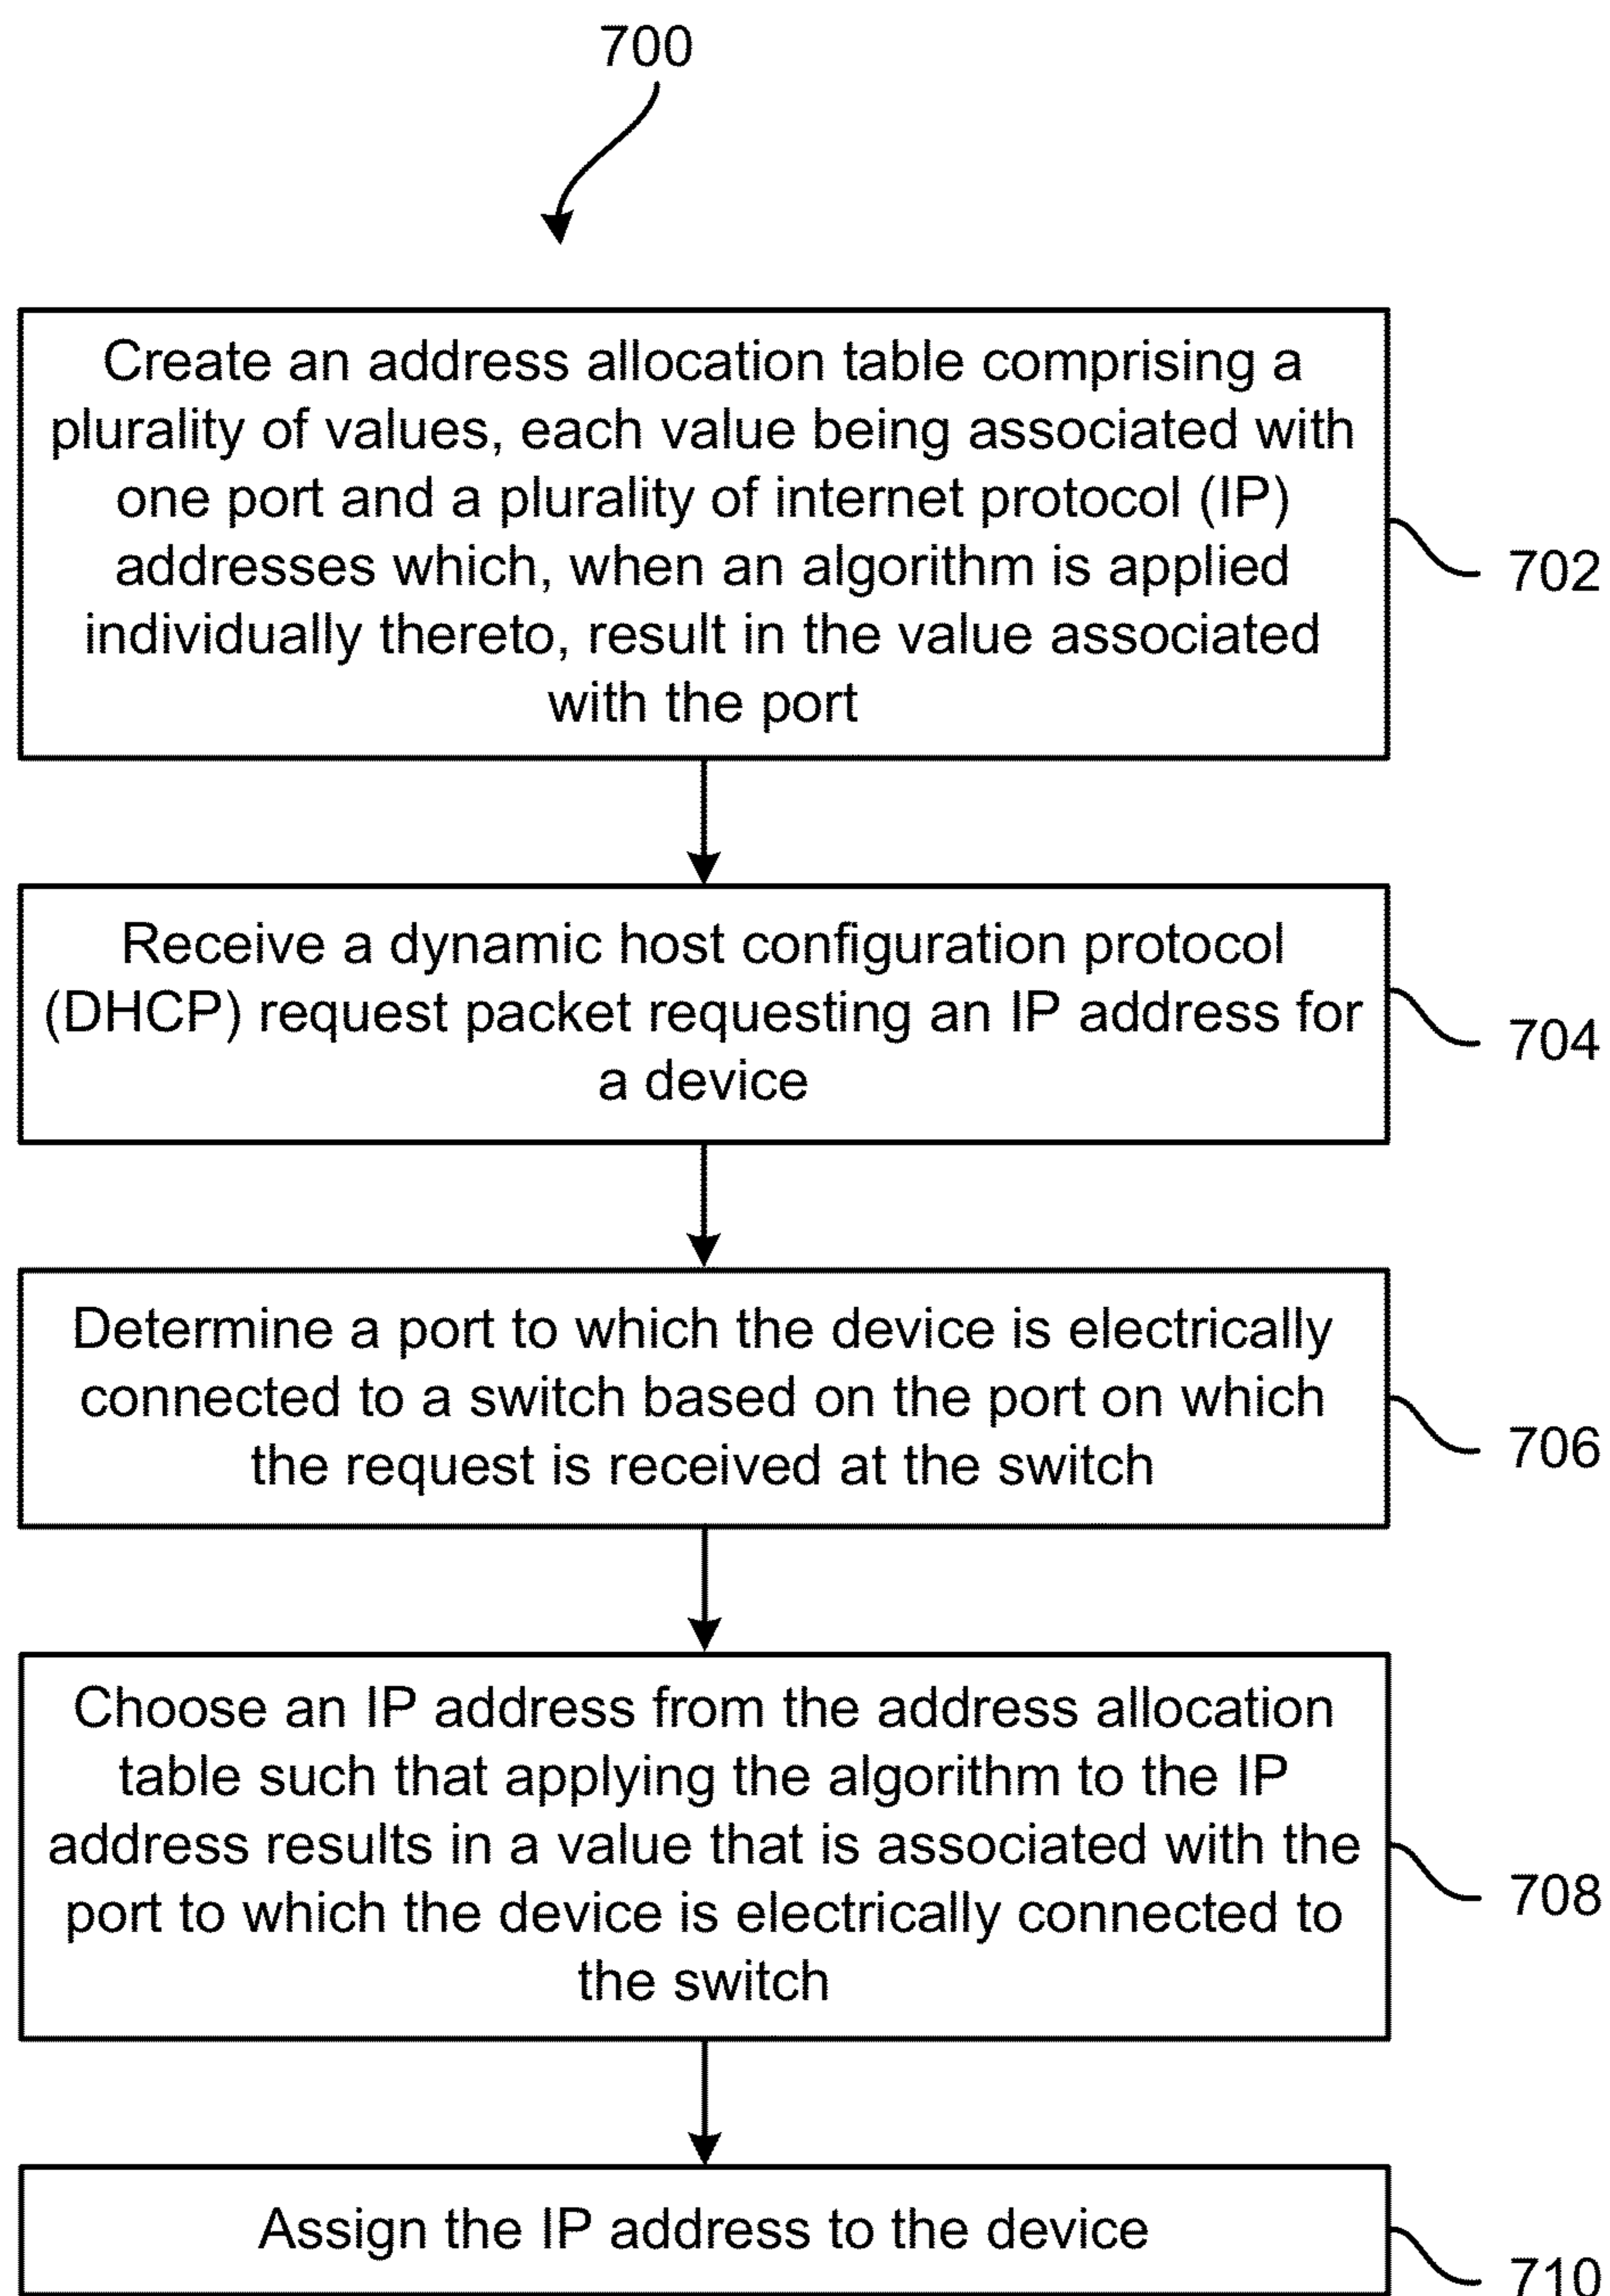 700
Create an address allocation table comprising a
plurality of values, each value being associated with
one port and a plurality of internet protocol (IP)
addresses which, when an algorithm is applied
individually thereto, result in the value associated
with the port
702
Receive a dynamic host configuration protocol
(DHCP) request packet requesting an IP address for
a device
704
Determine a port to which the device is electrically
connected to a switch based on the port on which
the request is received at the switch
706
Choose an IP address from the address allocation
table such that applying the algorithm to the IP
address results in a value that is associated with the
port to which the device is electrically connected to
the switch
708
Assign the IP address to the device
710